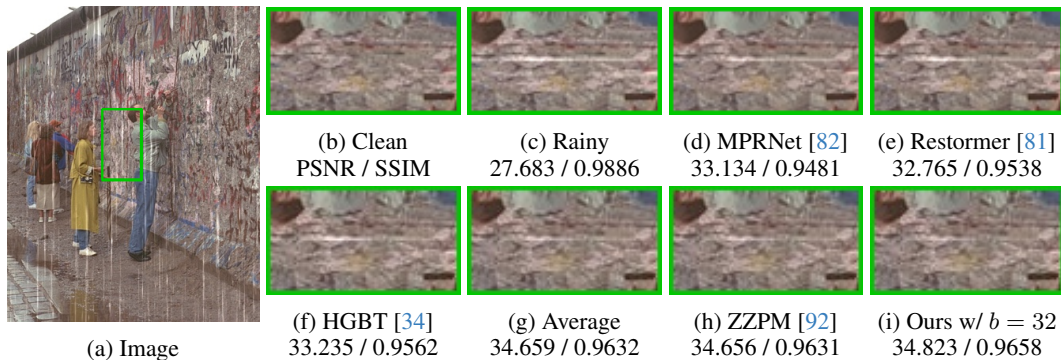 (b) Clean
PSNR / SSIM
(c) Rainy
27.683 / 0.9886
(d) MPRNet [82]
33.134 / 0.9481
(e) Restormer [81]
32.765 / 0.9538
(f) HGBT [34]
33.235 / 0.9562
(g) Average
34.659 / 0.9632
(h) ZZPM [92]
34.656 / 0.9631
(i) Ours w/ b = 32
34.823 / 0.9658
(a) Image